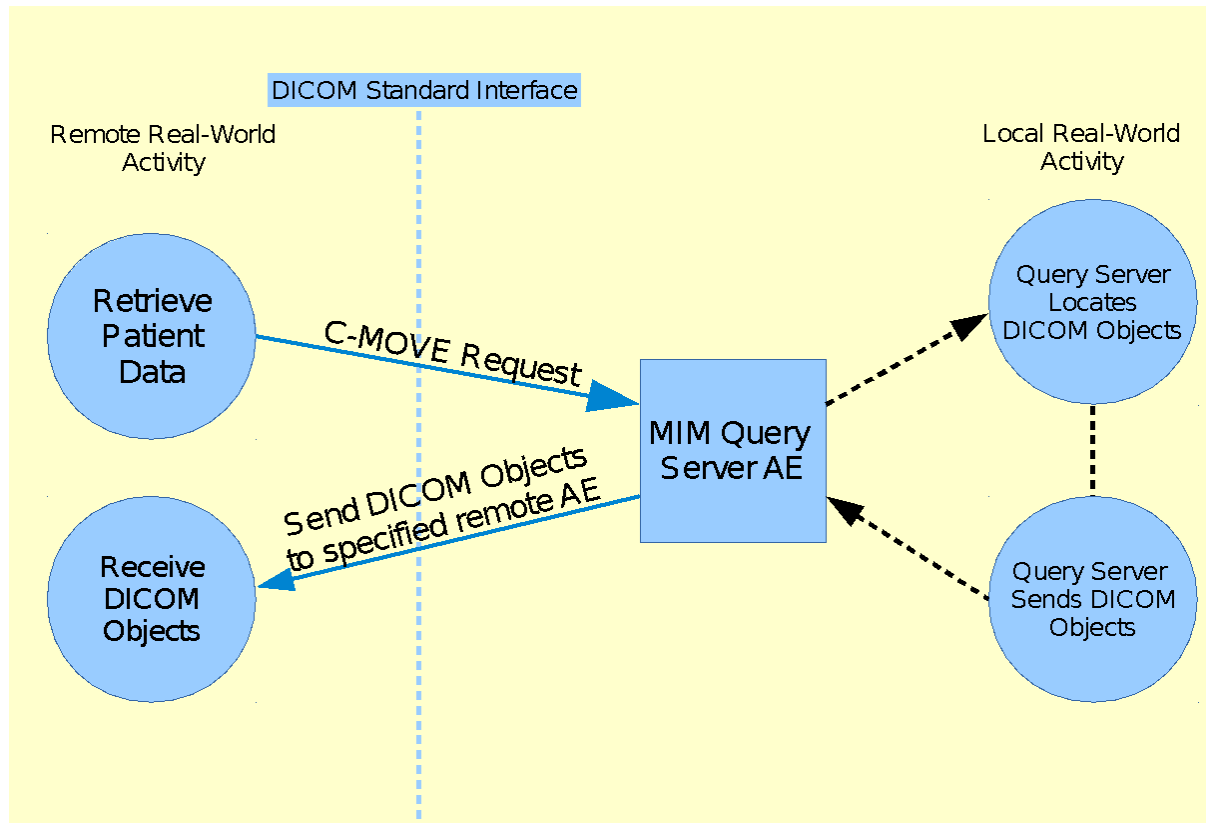 DICOM Standard Interface
Remote Real-World
Activity
Local Real-World
Activity
Retrieve
Patient
Data
C-MOVE Request
Query Server
Locates
DICOM Objects
MIM Query
Server AE
Send DICOM Objects
to specified remote AE
Receive
DICOM
Objects
Query Server
Sends DICOM
Objects